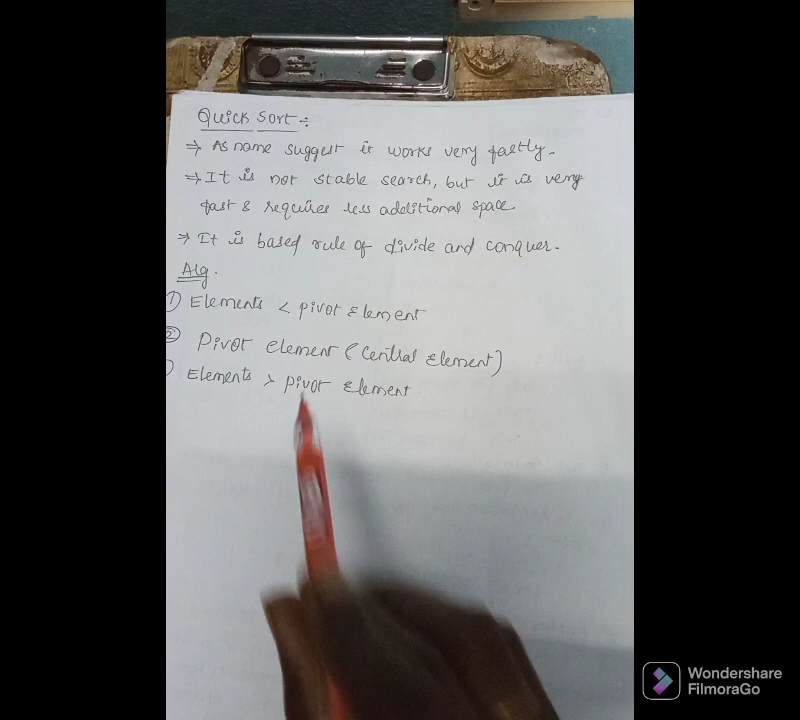 Quick Sort :-
⇒ As name suggest it works very fastly.
⇒ It is not stable search, but it is very
fast & requires less additional space.
⇒ It is based rule of divide and conquer.
Alg.
① Elements < pivot Element
② Pivot element (Central Element)
Elements > pivot Element.
Wondershare
FilmoraGo